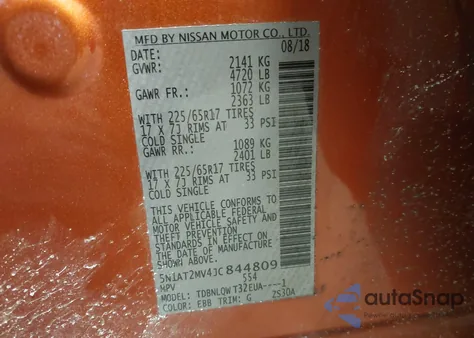 MFD BY NISSAN MOTOR CO., LTD.
DATE: 08/18
GVWR: 2141 KG
4720 LB
GAWR FR.: 1072 KG
2363 LB
WITH 225/65R17 TIRES
17 X 7J RIMS AT 33 PSI
COLD SINGLE
GAWR RR.: 1089 KG
2401 LB
WITH 225/65R17 TIRES
17 X 7J RIMS AT 33 PSI
COLD SINGLE
THIS VEHICLE CONFORMS TO
ALL APPLICABLE FEDERAL
MOTOR VEHICLE SAFETY AND
THEFT PREVENTION
STANDARDS IN EFFECT ON
THE DATE OF MANUFACTURE
SHOWN ABOVE.
5N1AT2MV4JC844809
MPV 554
MODEL: TDBNLQWT32EUA----1
COLOR: EBB TRIM: G 2S30A
autoSnap